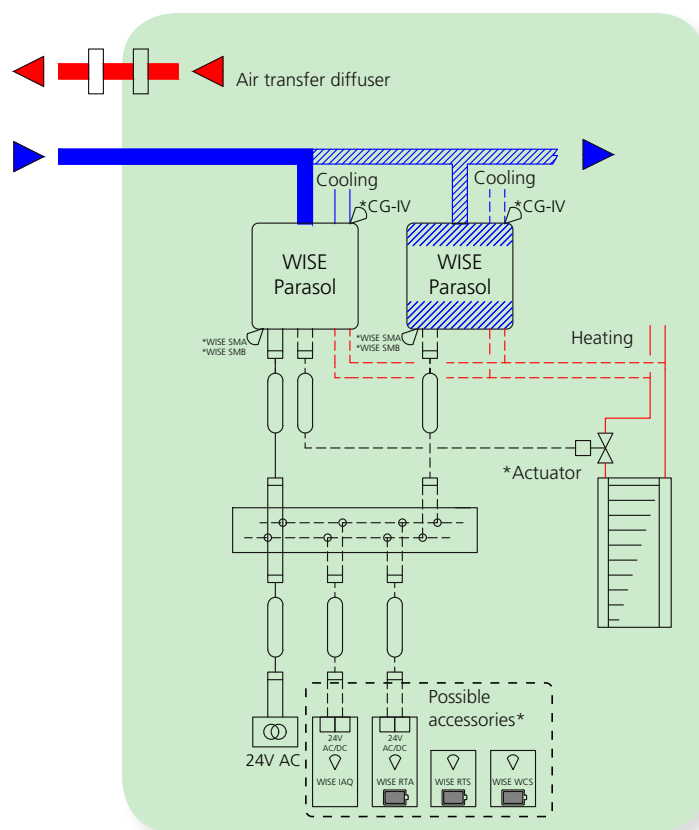 Air transfer diffuser
Cooling
*CG-IV
Cooling
*CG-IV
WISE
Parasol
WISE
Parasol
*WISE SMA
*WISE SMB
*WISE SMA
*WISE SMB
Heating
*Actuator
Possible
accessories*
24V AC
24V
AC/DC
WISE IAQ
24V
AC/DC
WISE RTA
WISE RTS
WISE WCS